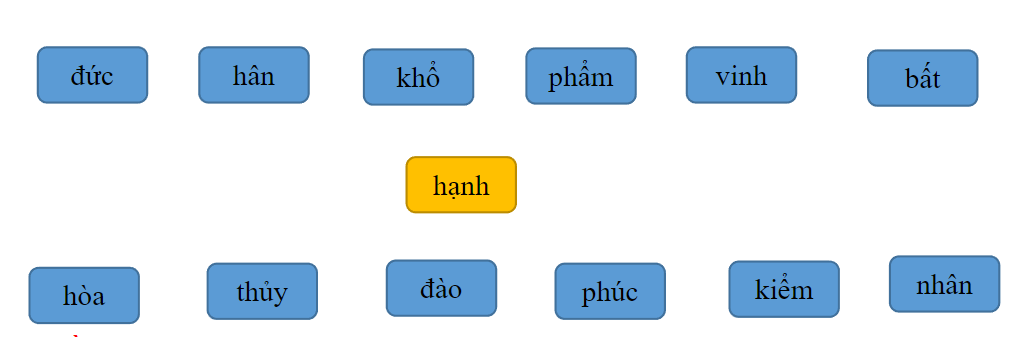 đức hân khổ phẩm vinh bất
hạnh
hòa thủy đào phúc kiểm nhân